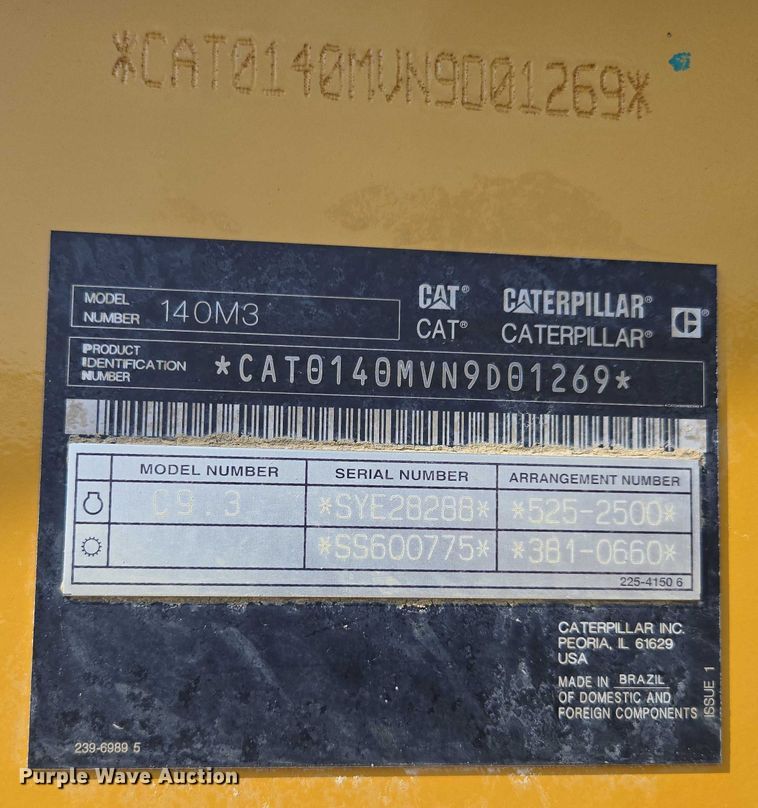 *CAT0140MVN9D01269*
MODEL NUMBER 140M3
CAT® CATERPILLAR®
CAT® CATERPILLAR®
PRODUCT IDENTIFICATION NUMBER *CAT0140MVN9D01269*
MODEL NUMBER SERIAL NUMBER ARRANGEMENT NUMBER
C9.3 *SYE28288* *525-2500*
*SS600775* *381-0660*
225-4150 6
CATERPILLAR INC.
PEORIA, IL 61629
USA
MADE IN BRAZIL
OF DOMESTIC AND
FOREIGN COMPONENTS
ISSUE 1
239-6989 5
Purple Wave Auction